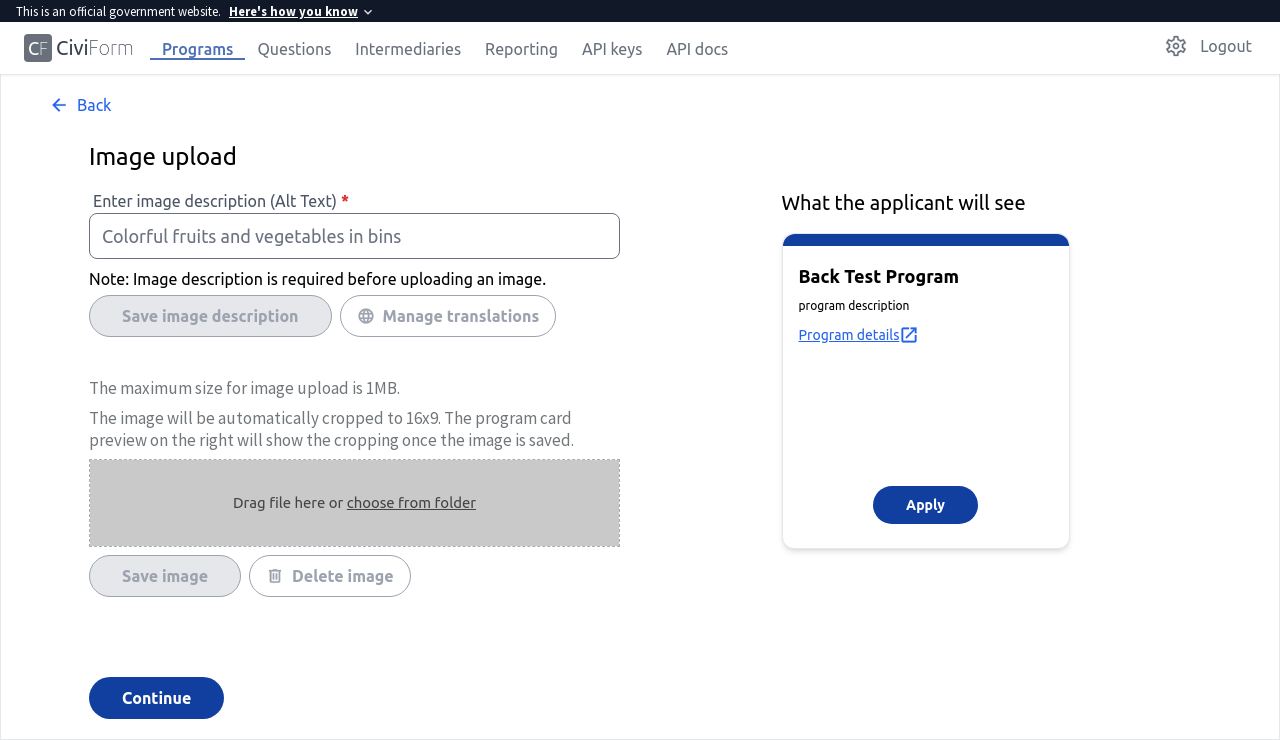 This is an official government website. Here's how you know
CF CiviForm Programs Questions Intermediaries Reporting API keys API docs Logout
Back
Image upload
Enter image description (Alt Text) *
Colorful fruits and vegetables in bins
Note: Image description is required before uploading an image.
Save image description Manage translations
The maximum size for image upload is 1MB.
The image will be automatically cropped to 16x9. The program card
preview on the right will show the cropping once the image is saved.
Drag file here or choose from folder
Save image Delete image
Continue
What the applicant will see
Back Test Program
program description
Program details
Apply